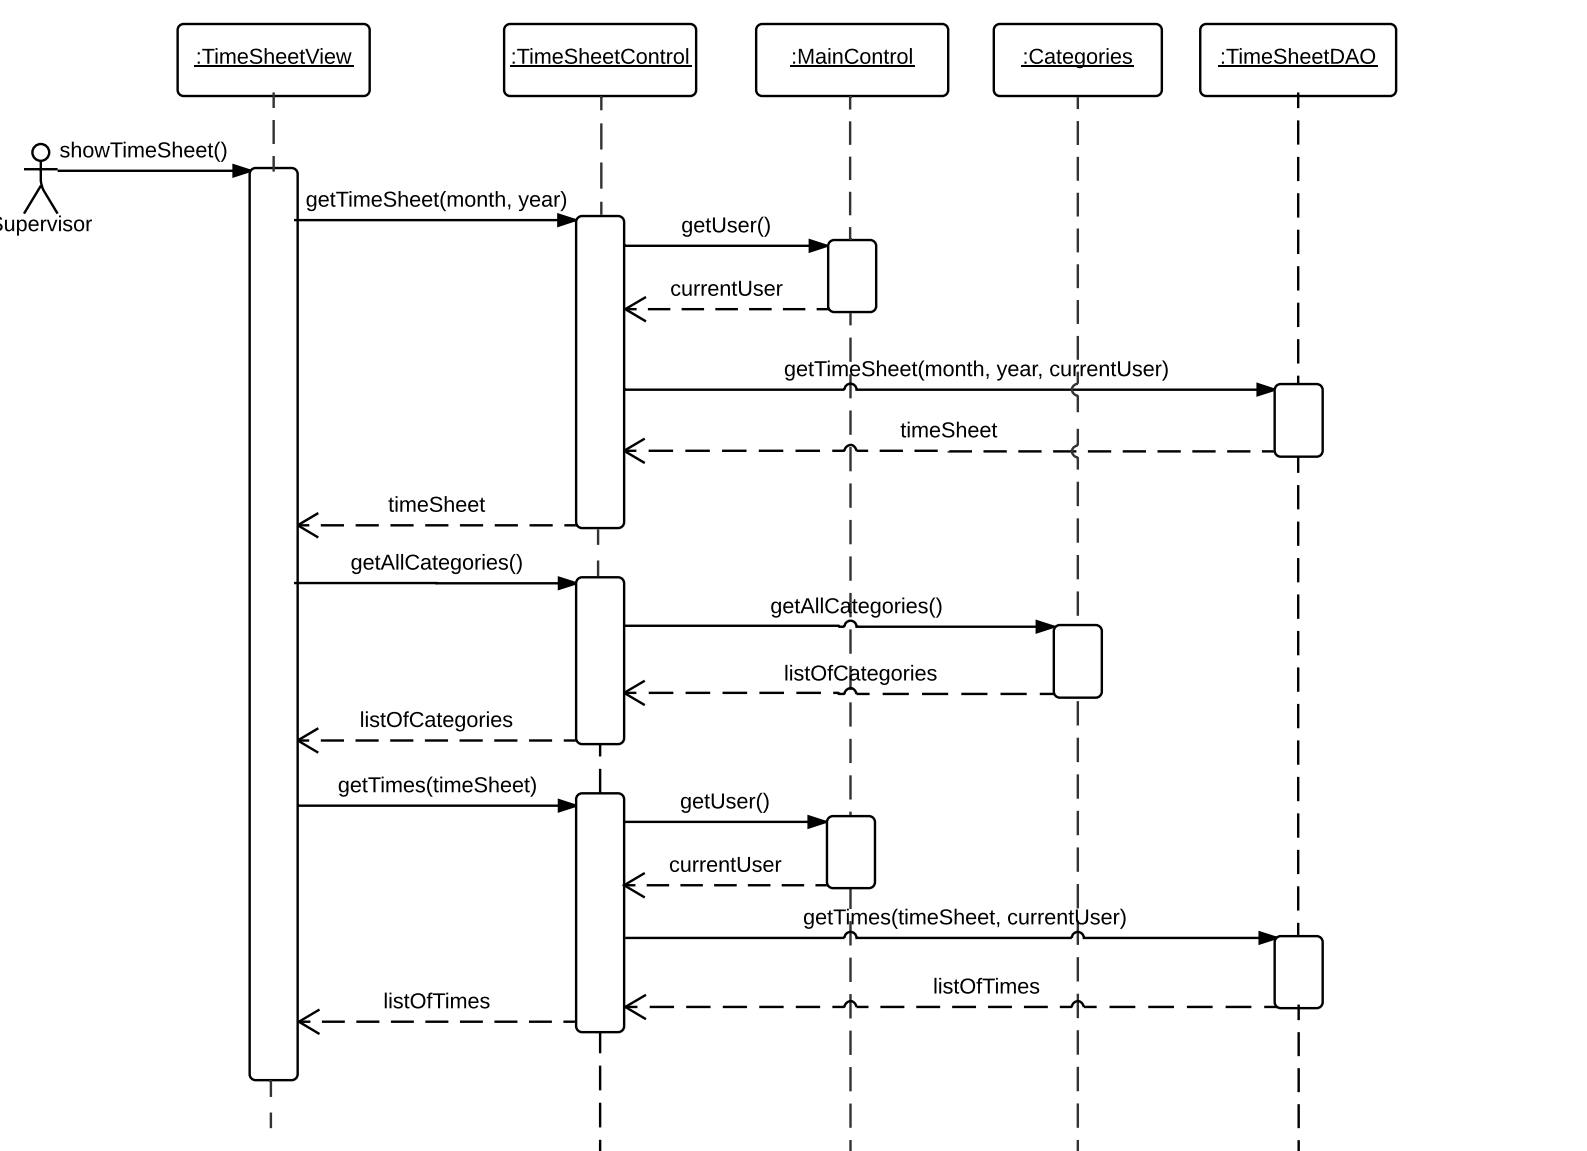 :TimeSheetView
:TimeSheetControl
:MainControl
:Categories
:TimeSheetDAO
showTimeSheet()
Supervisor
getTimeSheet(month, year)
getUser()
currentUser
getTimeSheet(month, year, currentUser)
timeSheet
timeSheet
getAllCategories()
getAllCategories()
listOfCategories
listOfCategories
getTimes(timeSheet)
getUser()
currentUser
getTimes(timeSheet, currentUser)
listOfTimes
listOfTimes